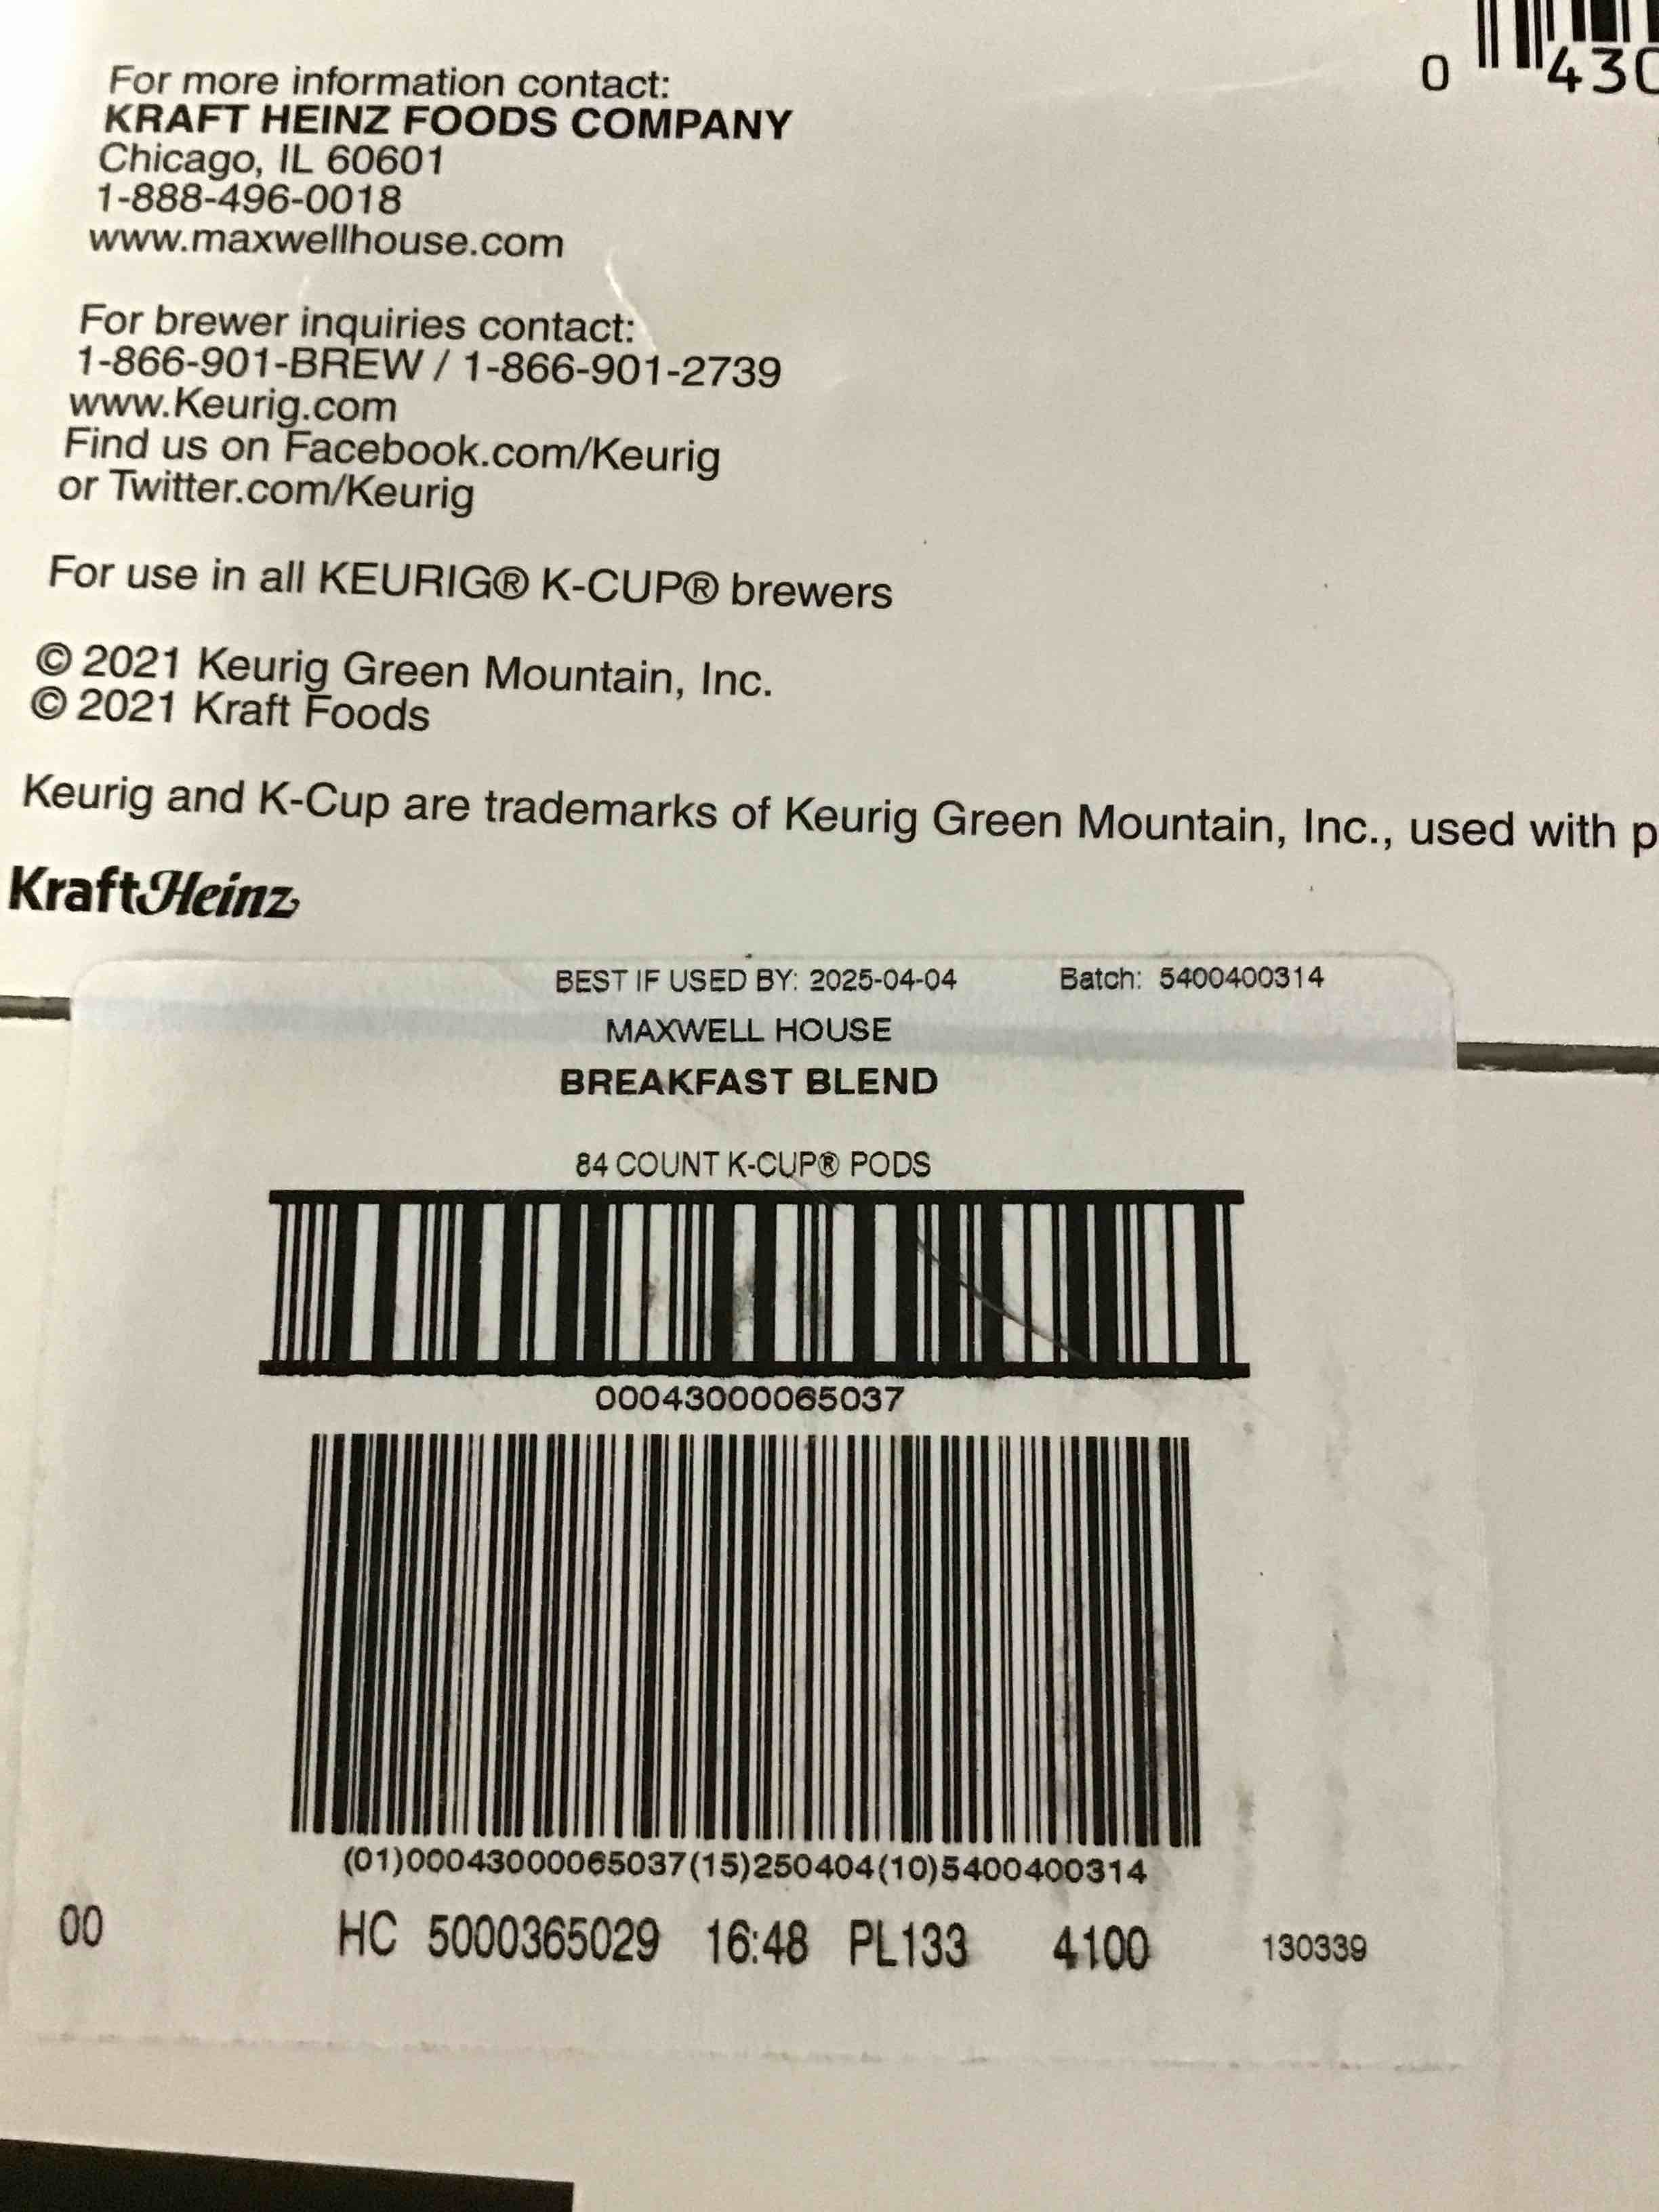 0 430
For more information contact:
KRAFT HEINZ FOODS COMPANY
Chicago, IL 60601
1-888-496-0018
www.maxwellhouse.com
For brewer inquiries contact:
1-866-901-BREW / 1-866-901-2739
www.Keurig.com
Find us on Facebook.com/Keurig
or Twitter.com/Keurig
For use in all KEURIG® K-CUP® brewers
© 2021 Keurig Green Mountain, Inc.
© 2021 Kraft Foods
Keurig and K-Cup are trademarks of Keurig Green Mountain, Inc., used with p
KraftHeinz
BEST IF USED BY: 2025-04-04 Batch: 5400400314
MAXWELL HOUSE
BREAKFAST BLEND
84 COUNT K-CUP® PODS
00043000065037
(01)00043000065037(15)250404(10)5400400314
00 HC 5000365029 16:48 PL133 4100 130339